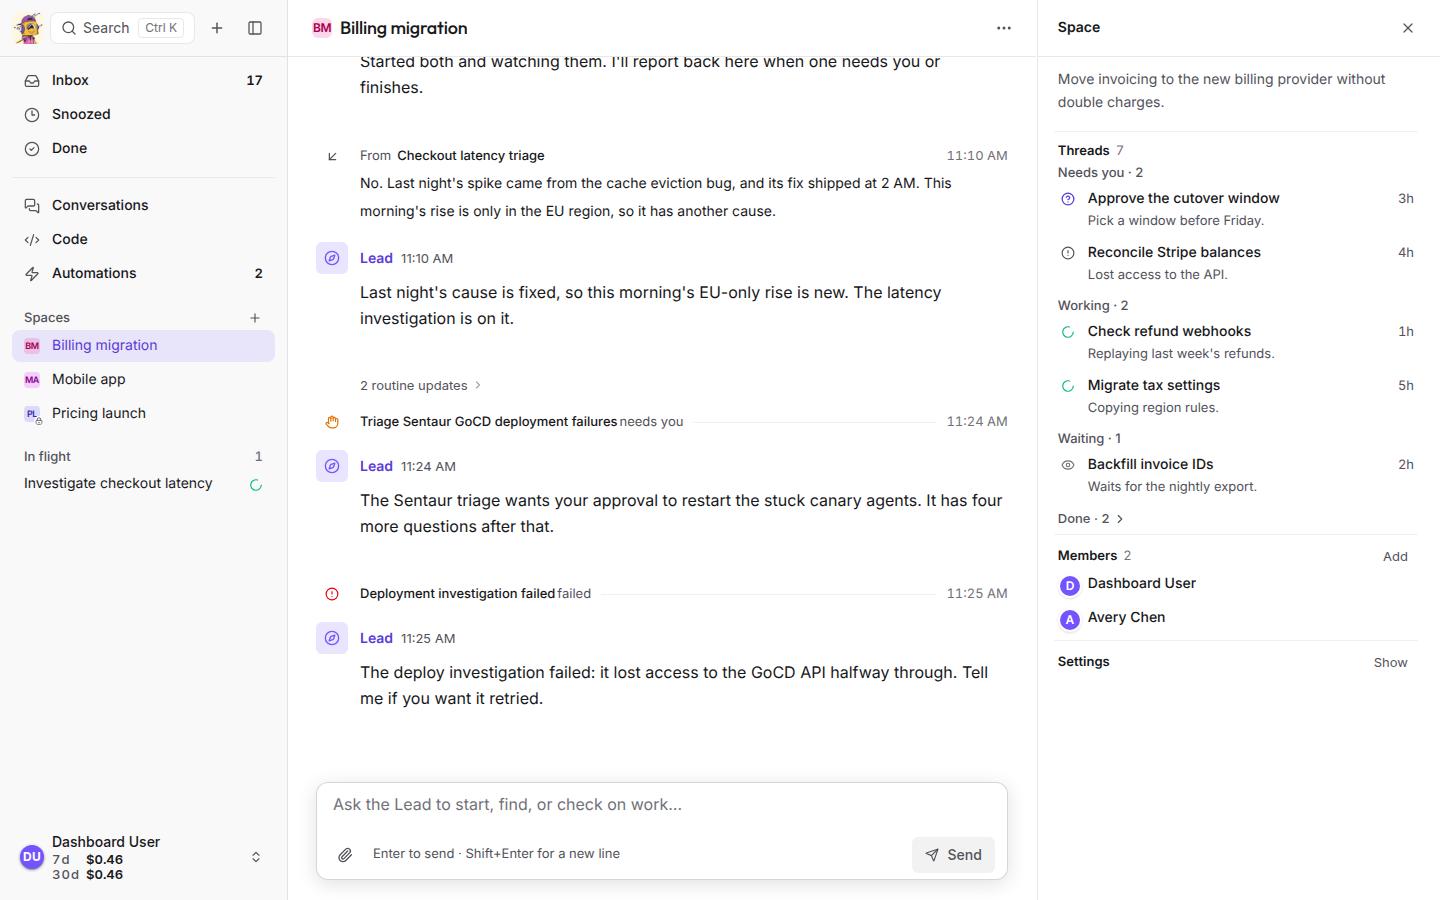 Search Ctrl K
Inbox 17
Snoozed
Done
Conversations
Code
Automations 2
Spaces
BM Billing migration
MA Mobile app
PL Pricing launch
In flight 1
Investigate checkout latency
DU Dashboard User
7d $0.46
30d $0.46
BM Billing migration
Started both and watching them. I'll report back here when one needs you or
finishes.
From Checkout latency triage 11:10 AM
No. Last night's spike came from the cache eviction bug, and its fix shipped at 2 AM. This
morning's rise is only in the EU region, so it has another cause.
Lead 11:10 AM
Last night's cause is fixed, so this morning's EU-only rise is new. The latency
investigation is on it.
2 routine updates
Triage Sentaur GoCD deployment failures needs you 11:24 AM
Lead 11:24 AM
The Sentaur triage wants your approval to restart the stuck canary agents. It has four
more questions after that.
Deployment investigation failed failed 11:25 AM
Lead 11:25 AM
The deploy investigation failed: it lost access to the GoCD API halfway through. Tell
me if you want it retried.
Ask the Lead to start, find, or check on work...
Enter to send · Shift+Enter for a new line Send
Space
Move invoicing to the new billing provider without
double charges.
Threads 7
Needs you · 2
Approve the cutover window 3h
Pick a window before Friday.
Reconcile Stripe balances 4h
Lost access to the API.
Working · 2
Check refund webhooks 1h
Replaying last week's refunds.
Migrate tax settings 5h
Copying region rules.
Waiting · 1
Backfill invoice IDs 2h
Waits for the nightly export.
Done · 2
Members 2 Add
D Dashboard User
A Avery Chen
Settings Show